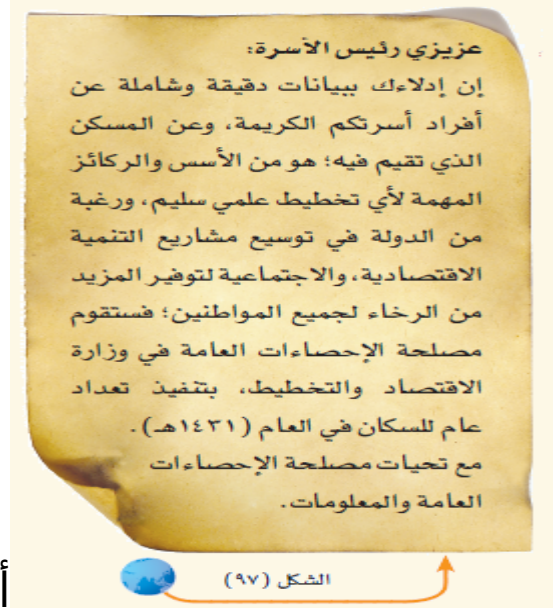 عزيزي رئيس الأسرة:
إن إدلاءك ببيانات دقيقة وشاملة عن
أفراد أسرتكم الكريمة، وعن المسكن
الذي تقيم فيه؛ هو من الأسس والركائز
المهمة لأي تخطيط علمي سليم، ورغبة
من الدولة في توسيع مشاريع التنمية
الاقتصادية، والاجتماعية لتوفير المزيد
من الرخاء لجميع المواطنين؛ فستقوم
مصلحة الإحصاءات العامة في وزارة
الاقتصاد والتخطيط، بتنفيذ تعداد
عام للسكان في العام (١٤٣١هـ).
مع تحيات مصلحة الإحصاءات
العامة والمعلومات.
الشكل (٩٧)
أ